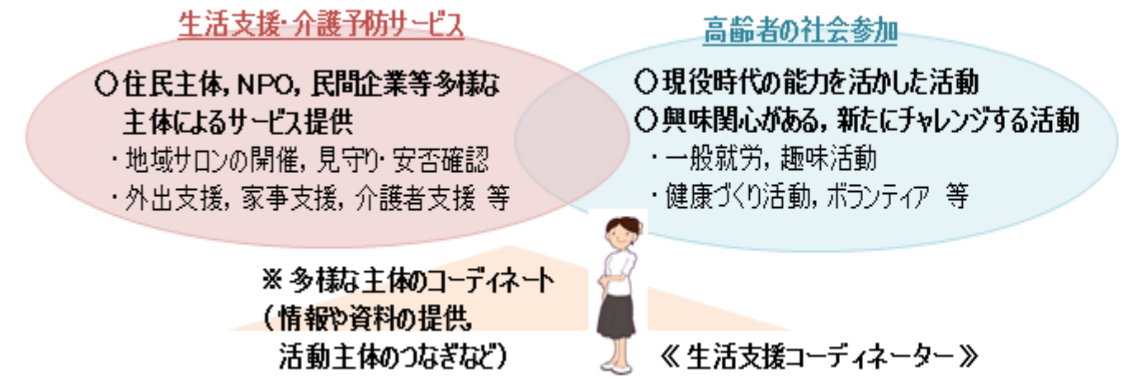 生活支援・介護予防サービス
○住民主体，NPO，民間企業等多様な
主体によるサービス提供
・地域サロンの開催，見守り・安否確認
・外出支援，家事支援，介護者支援 等
高齢者の社会参加
○現役時代の能力を活かした活動
○興味関心がある，新たにチャレンジする活動
・一般就労，趣味活動
・健康づくり活動，ボランティア 等
※多様な主体のコーディネート
（情報や資料の提供，
活動主体のつなぎなど）
≪生活支援コーディネーター≫